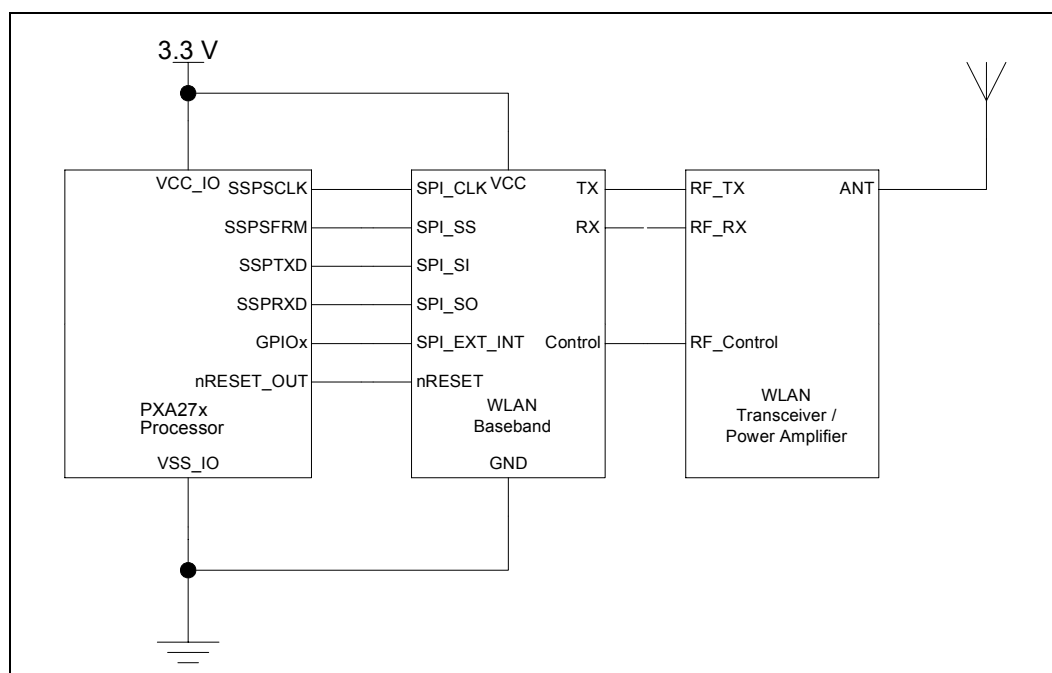 3.3 V
VCC_IO
SSPSCLK
SSPSFRM
SSPTXD
SSPRXD
GPIOx
nRESET_OUT
PXA27x
Processor
VSS_IO
SPI_CLK
VCC
TX
SPI_SS
RX
SPI_SI
SPI_SO
SPI_EXT_INT
Control
nRESET
WLAN
Baseband
GND
RF_TX
ANT
RF_RX
RF_Control
WLAN
Transceiver /
Power Amplifier